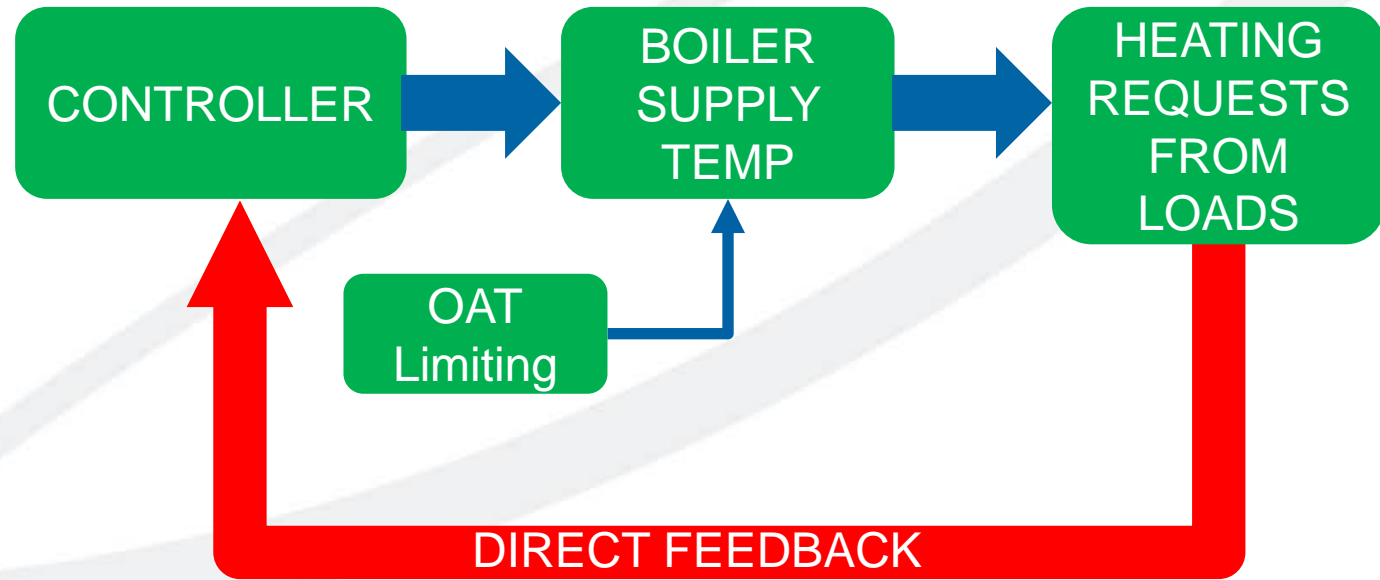 CONTROLLER
BOILER
SUPPLY
TEMP
HEATING
REQUESTS
FROM
LOADS
OAT
Limiting
DIRECT FEEDBACK